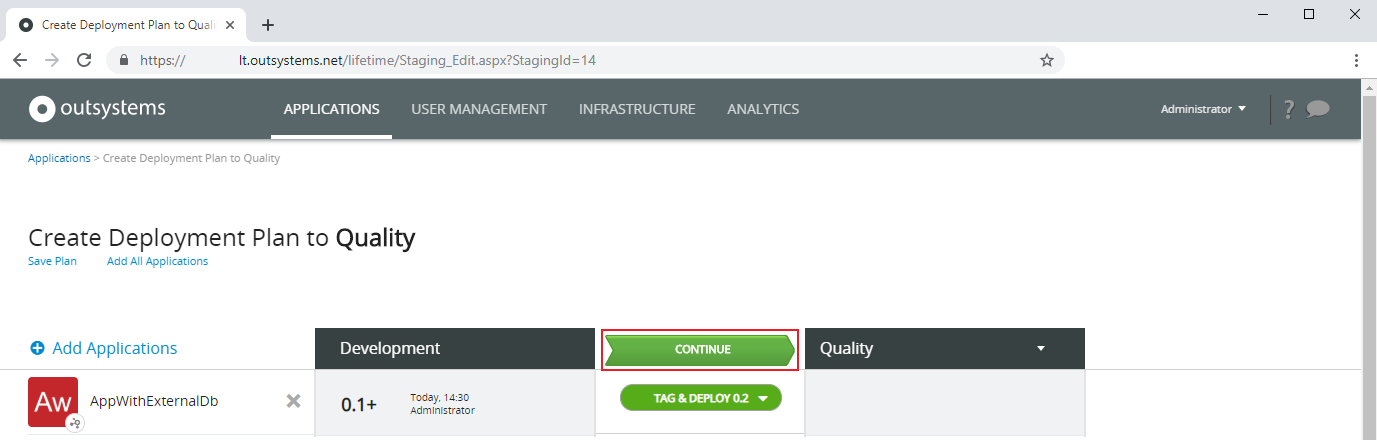 Create Deployment Plan to Quali
https:// lt.outsystems.net/lifetime/Staging_Edit.aspx?StagingId=14
outsystems APPLICATIONS USER MANAGEMENT INFRASTRUCTURE ANALYTICS Administrator ?
Applications > Create Deployment Plan to Quality
Create Deployment Plan to Quality
Save Plan Add All Applications
Add Applications Development CONTINUE Quality
Aw AppWithExternalDb 0.1+ Today, 14:30 TAG & DEPLOY 0.2
Administrator